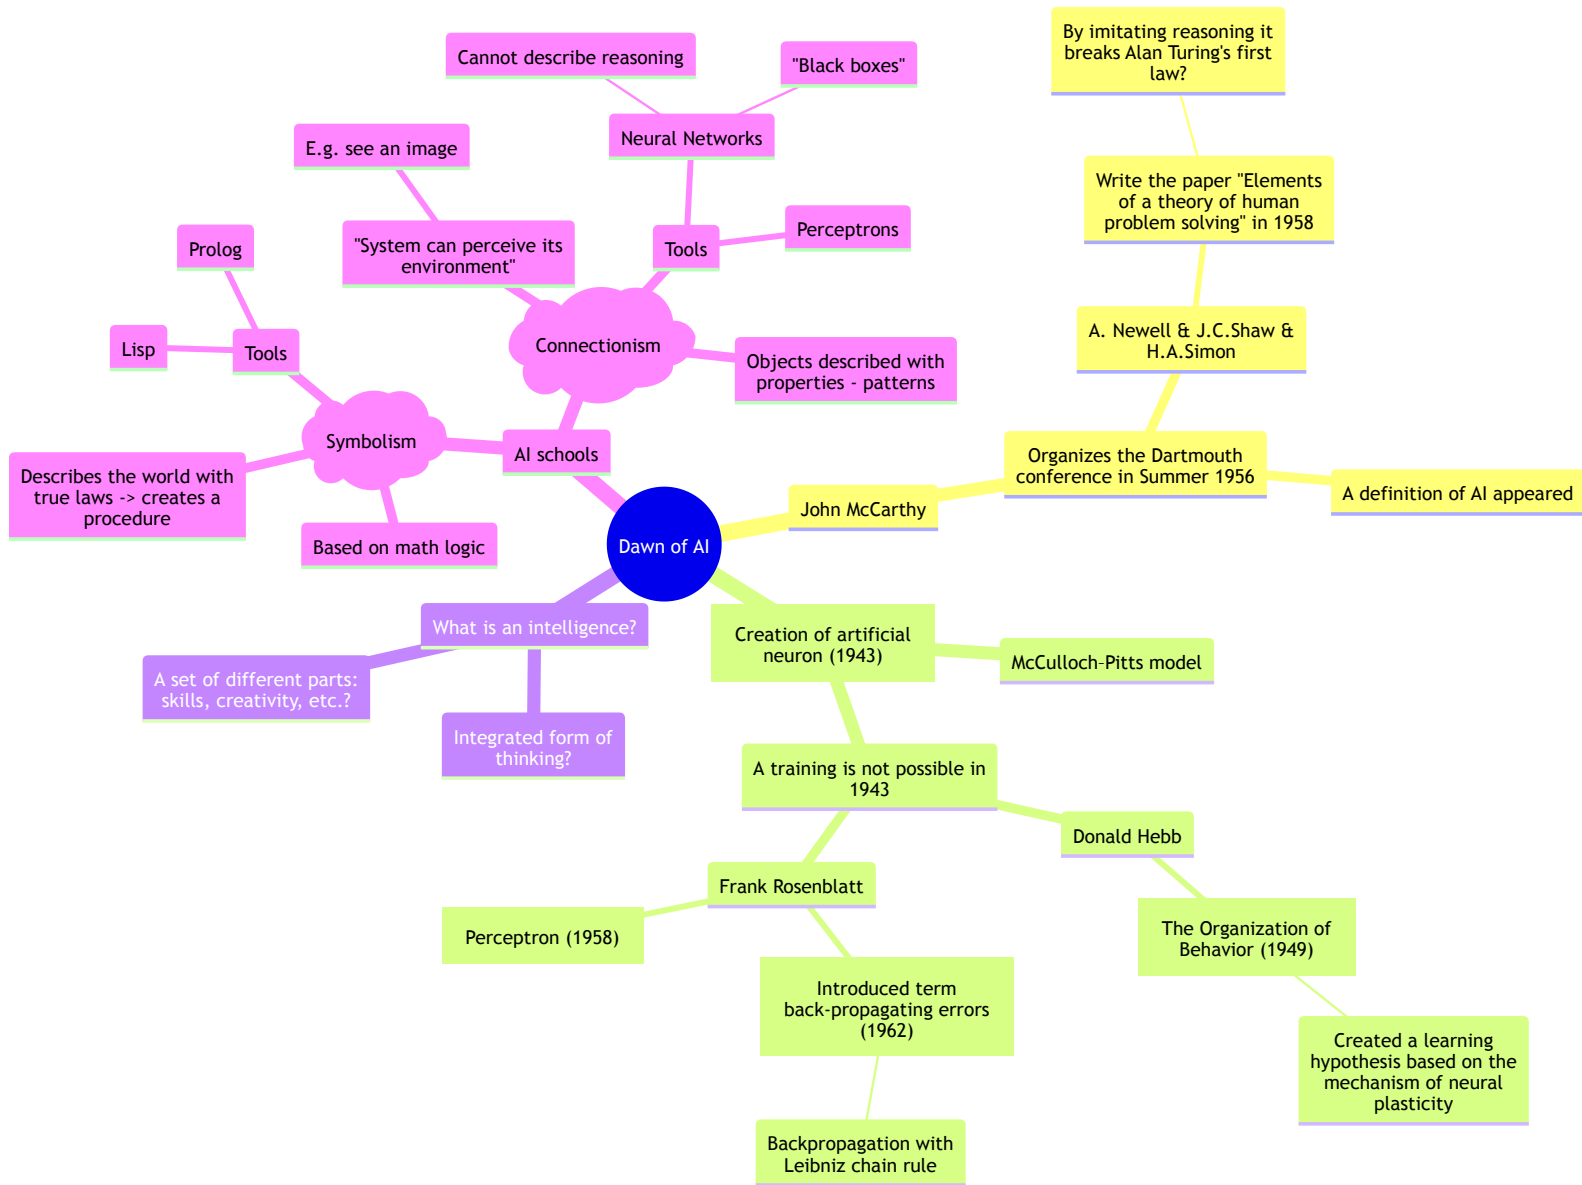 By imitating reasoning it
breaks Alan Turing's first
law?
Cannot describe reasoning
"Black boxes"
Neural Networks
E.g. see an image
Write the paper "Elements
of a theory of human
problem solving" in 1958
Perceptrons
"System can perceive its
environment"
Tools
Prolog
A. Newell & J.C.Shaw &
H.A.Simon
Connectionism
Lisp
Tools
Objects described with
properties - patterns
Symbolism
AI schools
Organizes the Dartmouth
conference in Summer 1956
A definition of AI appeared
Describes the world with
true laws -> creates a
procedure
John McCarthy
Based on math logic
Dawn of AI
What is an intelligence?
Creation of artificial
neuron (1943)
McCulloch-Pitts model
A set of different parts:
skills, creativity, etc.?
Integrated form of
thinking?
A training is not possible in
1943
Donald Hebb
Frank Rosenblatt
Perceptron (1958)
The Organization of
Behavior (1949)
Introduced term
back-propagating errors
(1962)
Created a learning
hypothesis based on the
mechanism of neural
plasticity
Backpropagation with
Leibniz chain rule